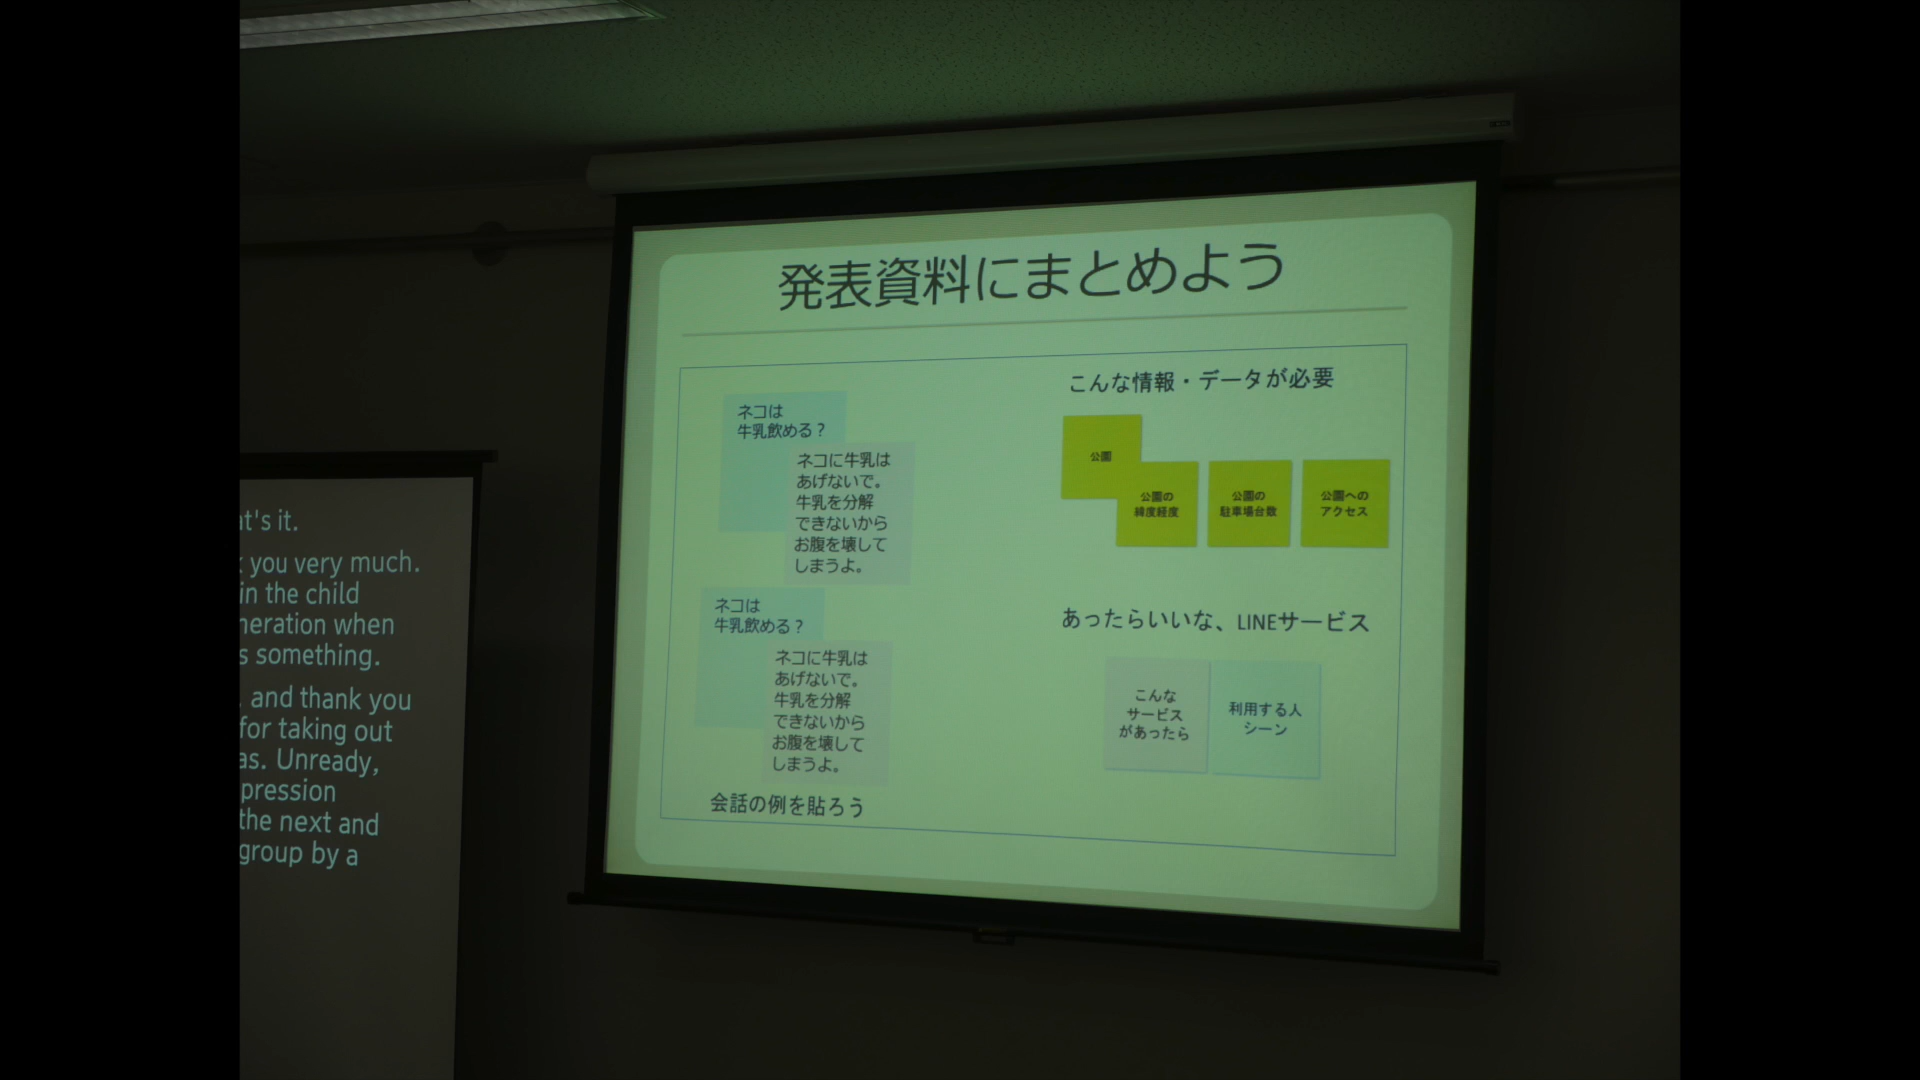 発表資料にまとめよう
ネコは
牛乳飲める？
ネコに牛乳は
あげないで。
牛乳を分解
できないから
お腹を壊して
しまうよ。
ネコは
牛乳飲める？
ネコに牛乳は
あげないで。
牛乳を分解
できないから
お腹を壊して
しまうよ。
会話の例を貼ろう
こんな情報・データが必要
公園
公園の
緯度経度
公園の
駐車場台数
公園への
アクセス
あったらいいな、LINEサービス
こんな
サービス
があったら
利用する人
シーン
at's it.
you very much.
in the child
neration when
s something.
, and thank you
for taking out
as. Unready,
pression
the next and
group by a